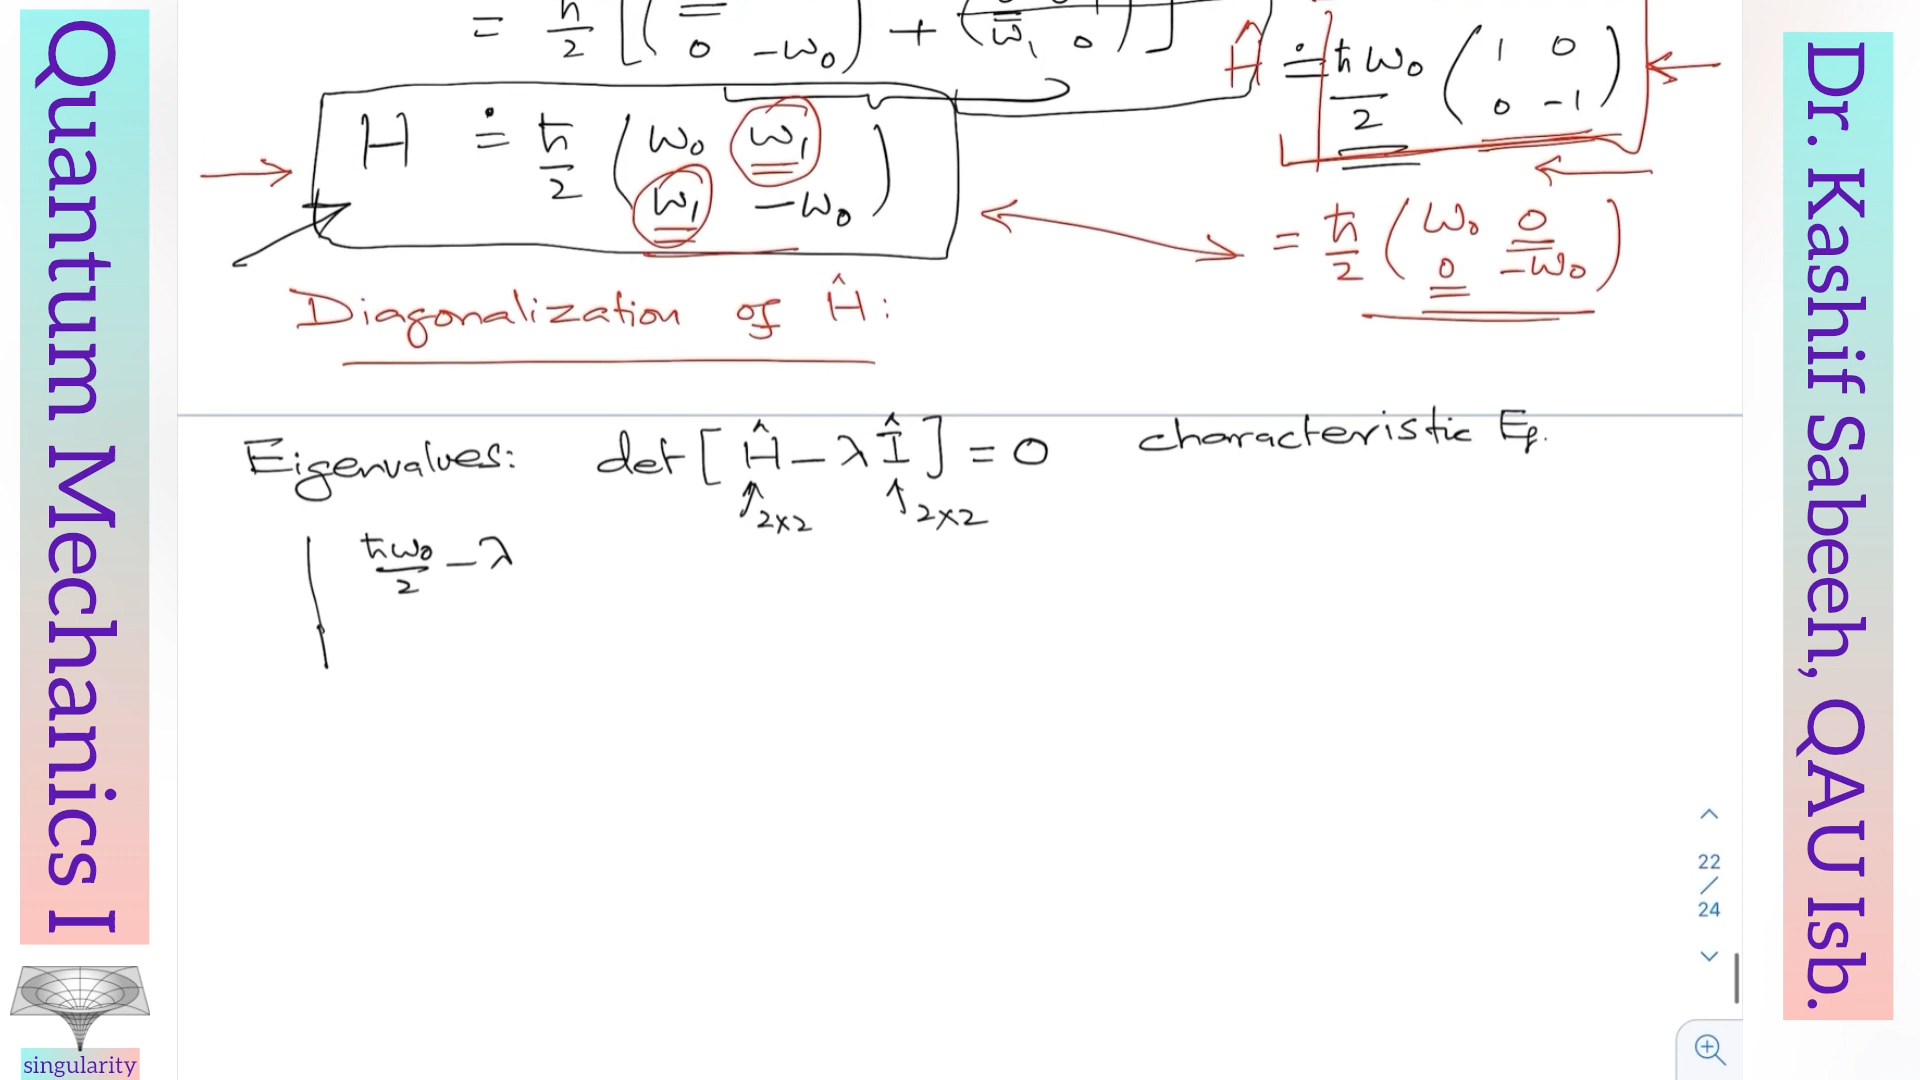 Quantum Mechanics I
singularity
= ħ/2 [( 0 -ω₀ ) + ( ω₁ 0 )]
H ≐ ħ/2 ( ω₀ ω₁
ω₁ -ω₀ )
Ĥ ≐ ħω₀/2 ( 1 0
0 -1 )
= ħ/2 ( ω₀ 0
0 -ω₀ )
Diagonalization of Ĥ:
Eigenvalues: det [ Ĥ - λ Î ] = 0 characteristic Eq.
2×2 2×2
| ħω₀/2 - λ
22
/
24
Dr. Kashif Sabeeh, QAU Isb.